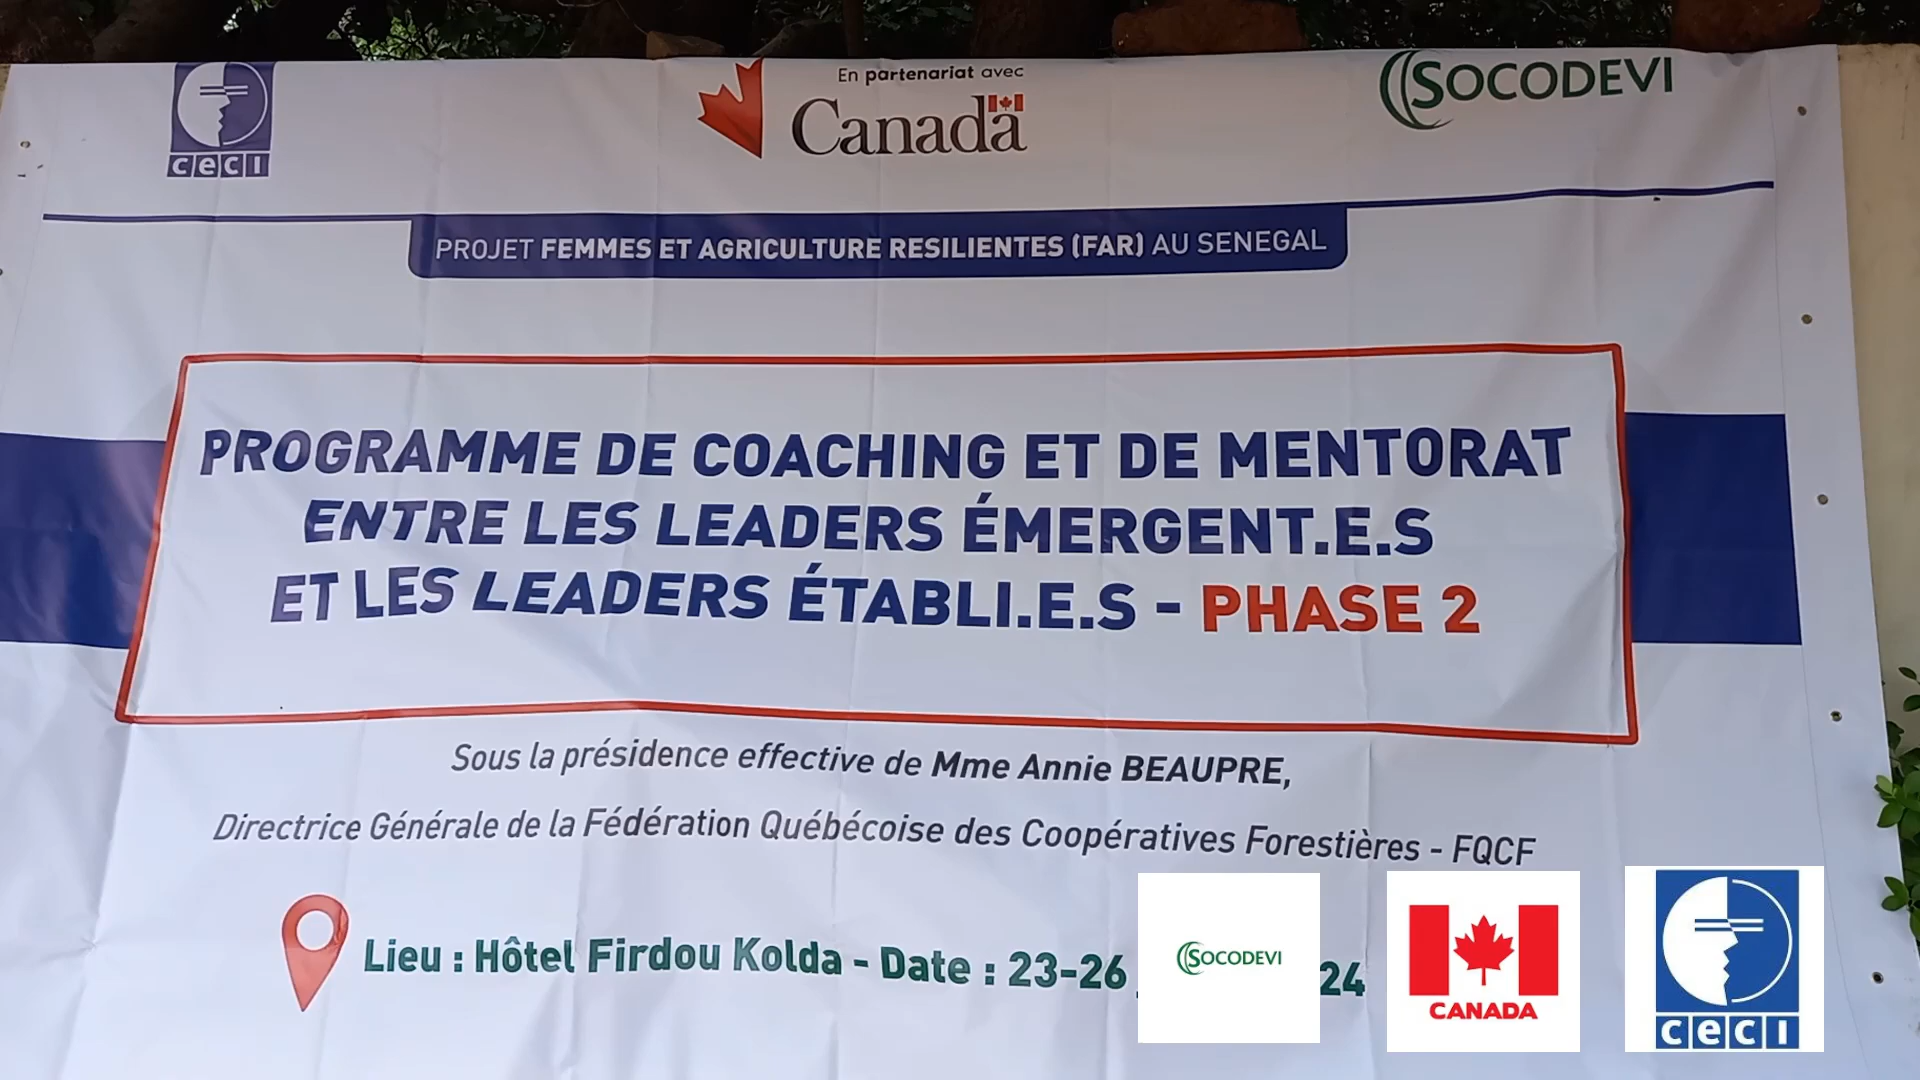 ceci
En partenariat avec
Canada
SOCODEVI
PROJET FEMMES ET AGRICULTURE RESILIENTES (FAR) AU SENEGAL
PROGRAMME DE COACHING ET DE MENTORAT
ENTRE LES LEADERS ÉMERGENT.E.S
ET LES LEADERS ÉTABLI.E.S - PHASE 2
Sous la présidence effective de Mme Annie BEAUPRE,
Directrice Générale de la Fédération Québécoise des Coopératives Forestières - FQCF
Lieu : Hôtel Firdou Kolda - Date : 23-26 24
SOCODEVI
CANADA
ceci